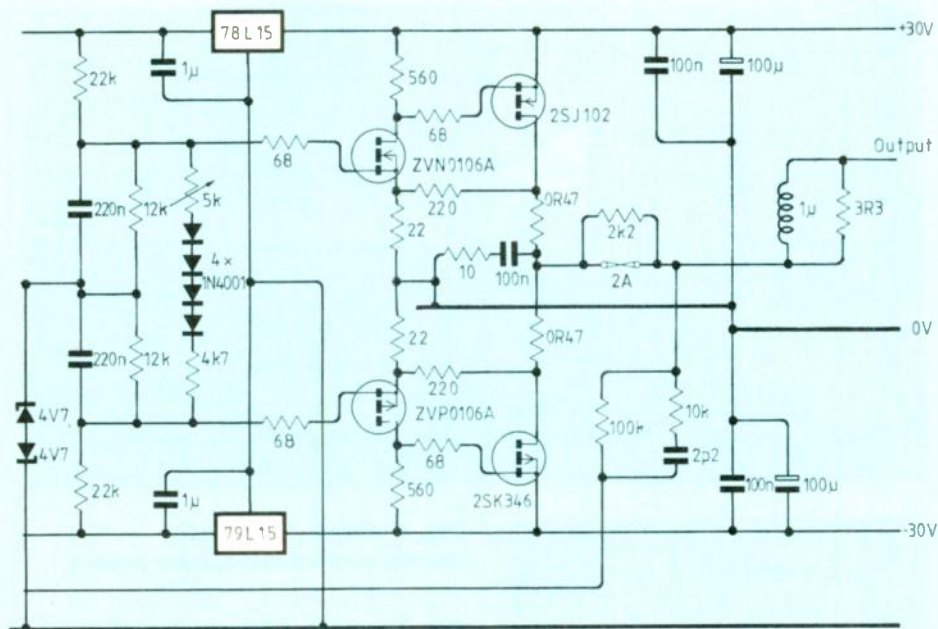 78L15
+30V
22k
1µ
560
100n
100µ
68
2SJ102
68
ZVN0106A
Output
220n
12k
5k
220
0R47
1µ
3R3
22
2k2
4×
1N4001
10
100n
2A
0V
220n
12k
22
0R47
4k7
220
4V7
68
ZVP0106A
100k
10k
4V7
68
2p2
22k
1µ
560
2SK346
100n
100µ
79L15
-30V